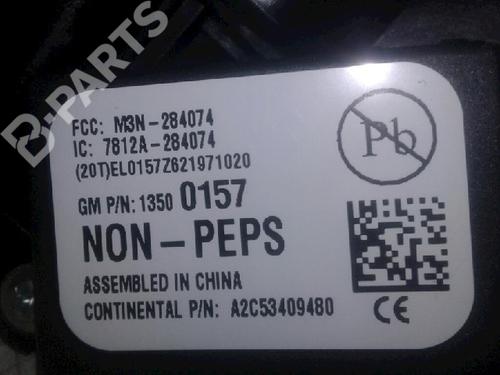 B-PARTS
FCC: M3N-284074
IC: 7812A-284074
(20T)EL0157Z621971020
GM P/N: 1350 0157
NON-PEPS
ASSEMBLED IN CHINA
CONTINENTAL P/N: A2C53409480
Pb
CE